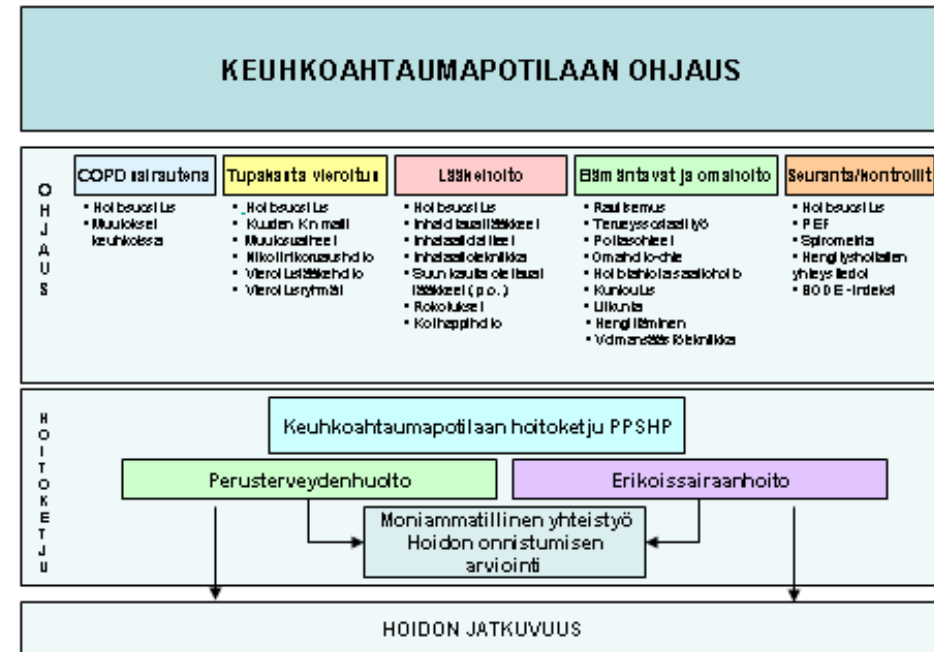 KEUHKOAHTAUMAPOTILAAN OHJAUS
OHJAUS
COPD sairautena
• Hoitosuositus
• Muutokset
keuhkoissa
Tupakasta vieroitus
• Hoitosuositus
• Kuuden K:n malli
• Muutosvaiheet
• Nikotiinikorvaushoito
• Vieroituslääkehoito
• Vieroitusryhmät
Lääkehoito
• Hoitosuositus
• Inhaloitavat lääkkeet
• Inhalaatiolaitteet
• Inhalaatiotekniikka
• Suun kautta otettavat
lääkkeet (p.o.)
• Rokotukset
• Kotihappihoito
Elämäntavat ja omahoito
• Ravitsemus
• Terveyssosiaalityö
• Potilasohjeet
• Omahoito-ohje
• Kuntoutus
• Liikunta
• Hengittäminen
• Voimansäästötekniikka
Seuranta/kontrollit
• Hoitosuositus
• PEF
• Spirometria
• Hengityshoitajien
yhteystiedot
• BODE-indeksi
HOITOKETJU
Keuhkoahtaumapotilaan hoitoketju PPSHP
Perusterveydenhuolto
Erikoissairaanhoito
Moniammatillinen yhteistyö
Hoidon onnistumisen
arviointi
HOIDON JATKUVUUS